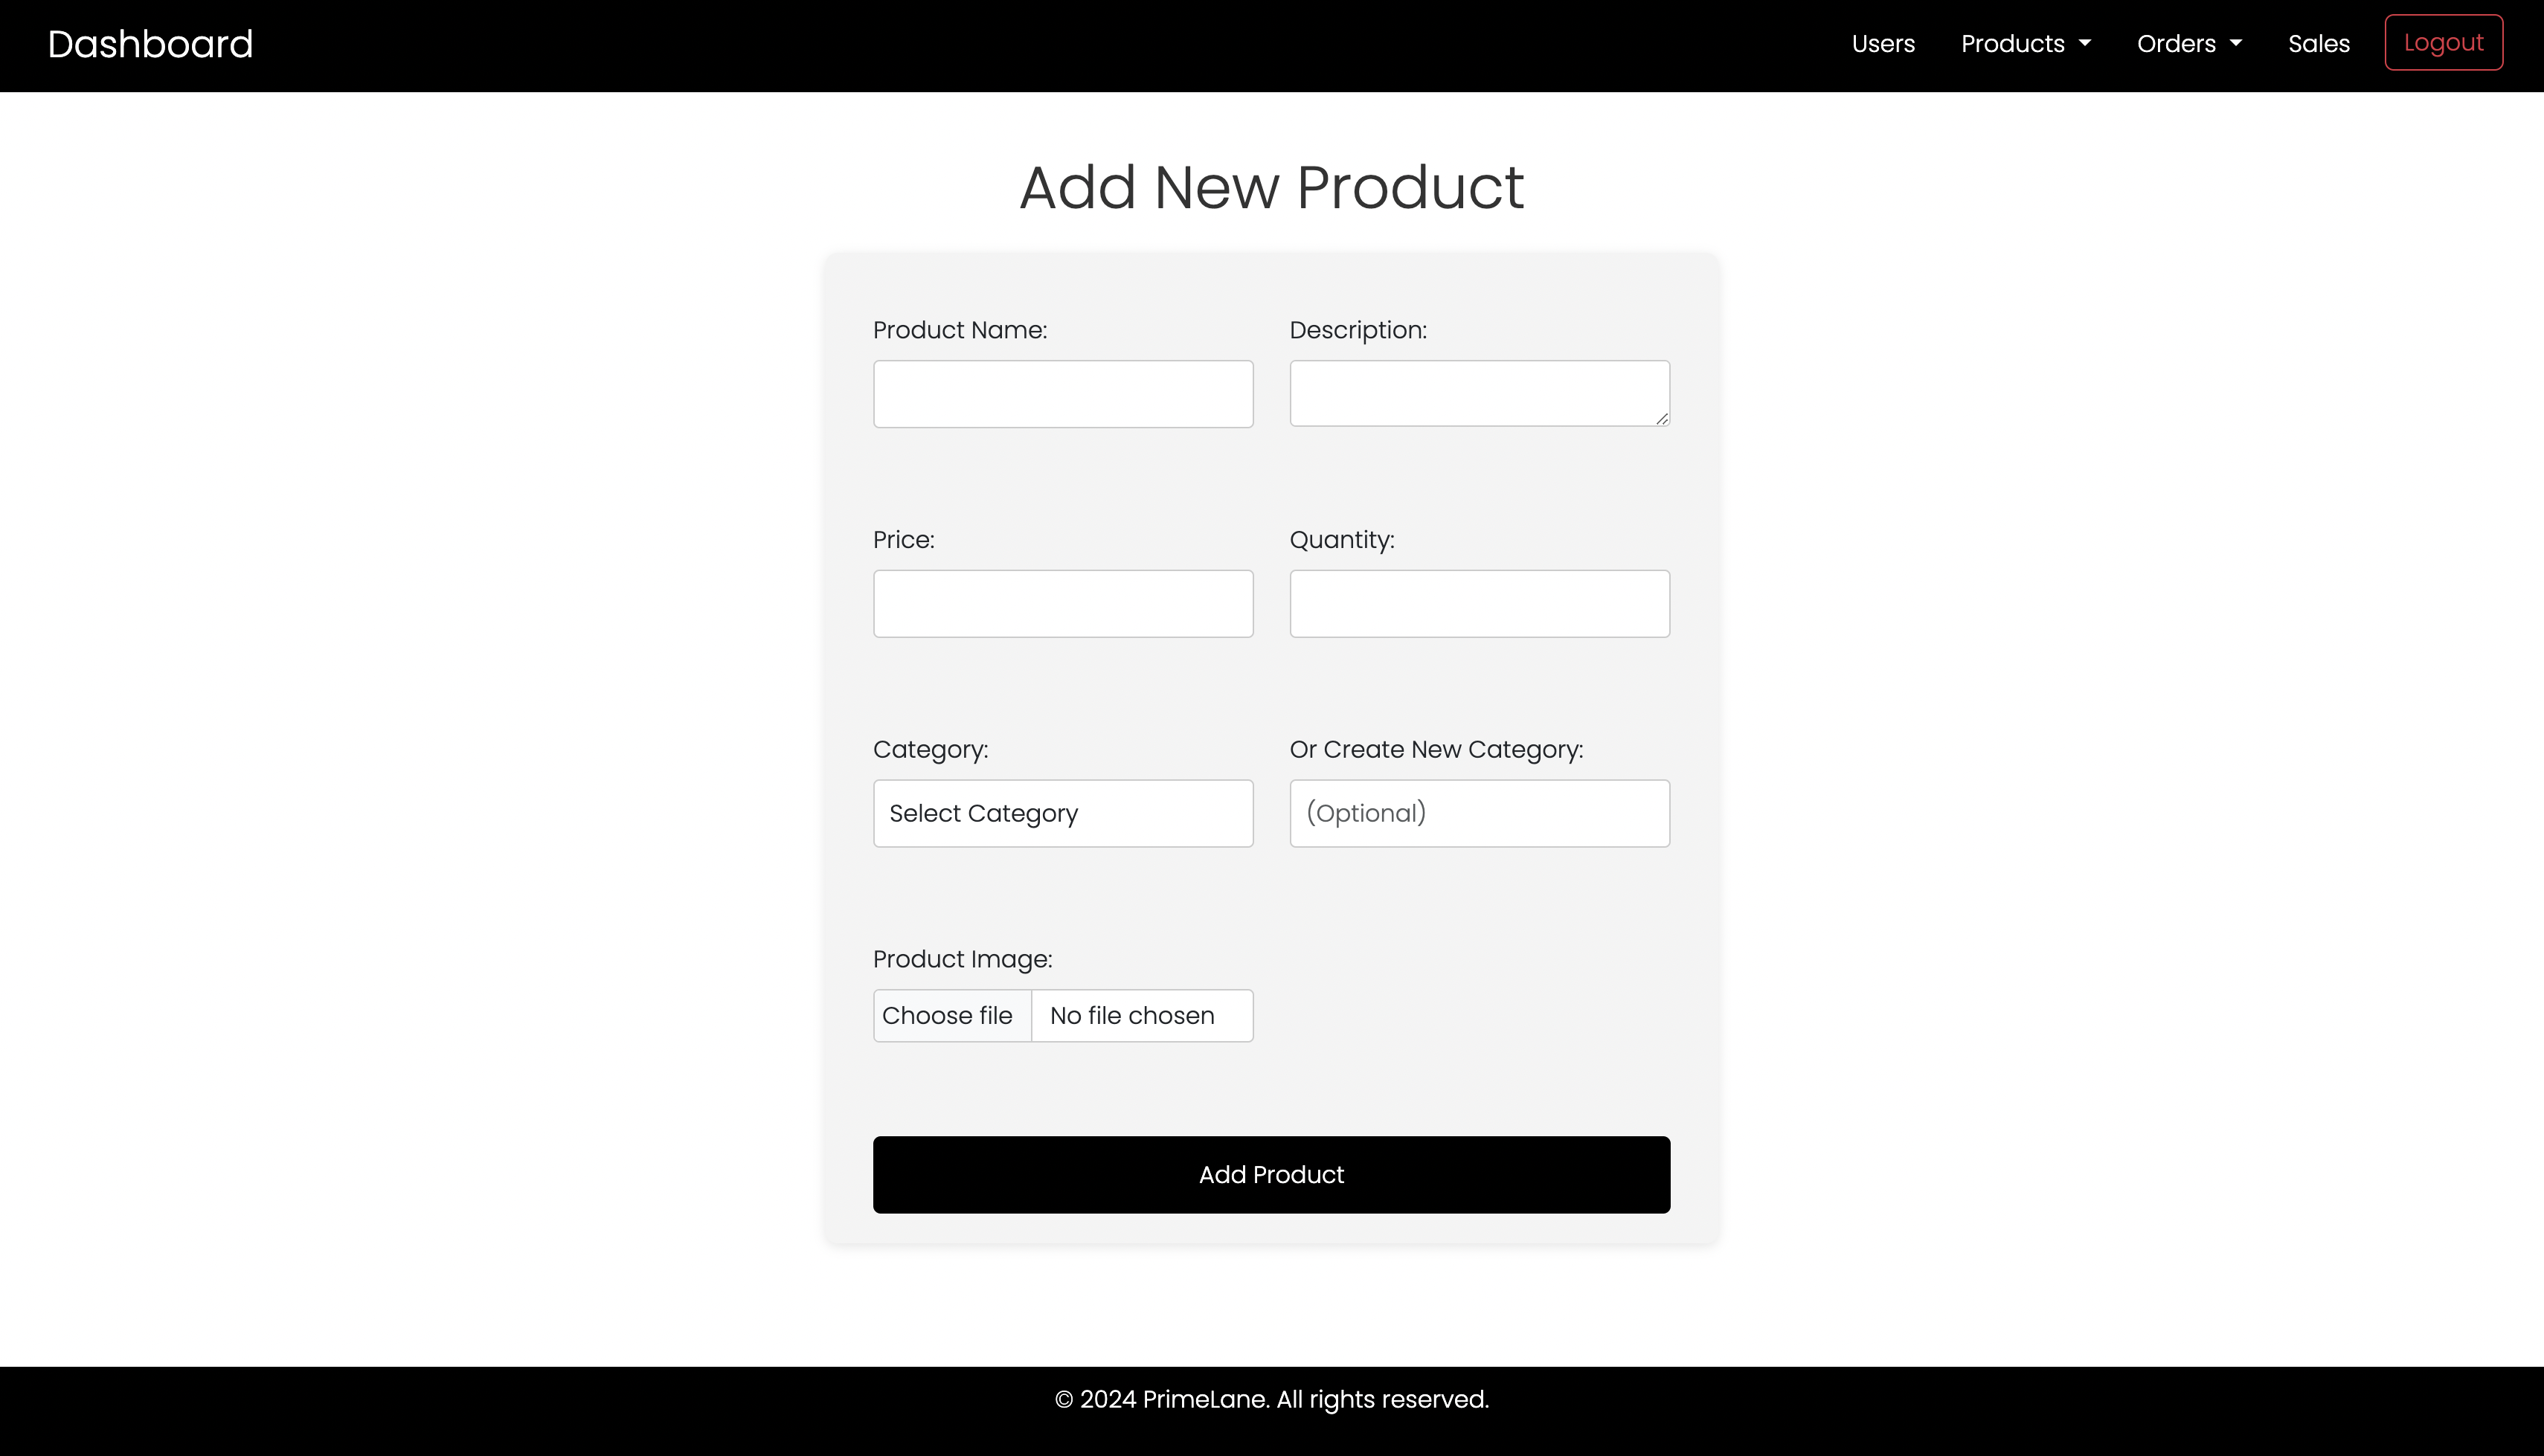 Dashboard
Users Products Orders Sales Logout
Add New Product
Product Name: Description:
Price: Quantity:
Category: Or Create New Category:
Select Category (Optional)
Product Image:
Choose file No file chosen
Add Product
© 2024 PrimeLane. All rights reserved.